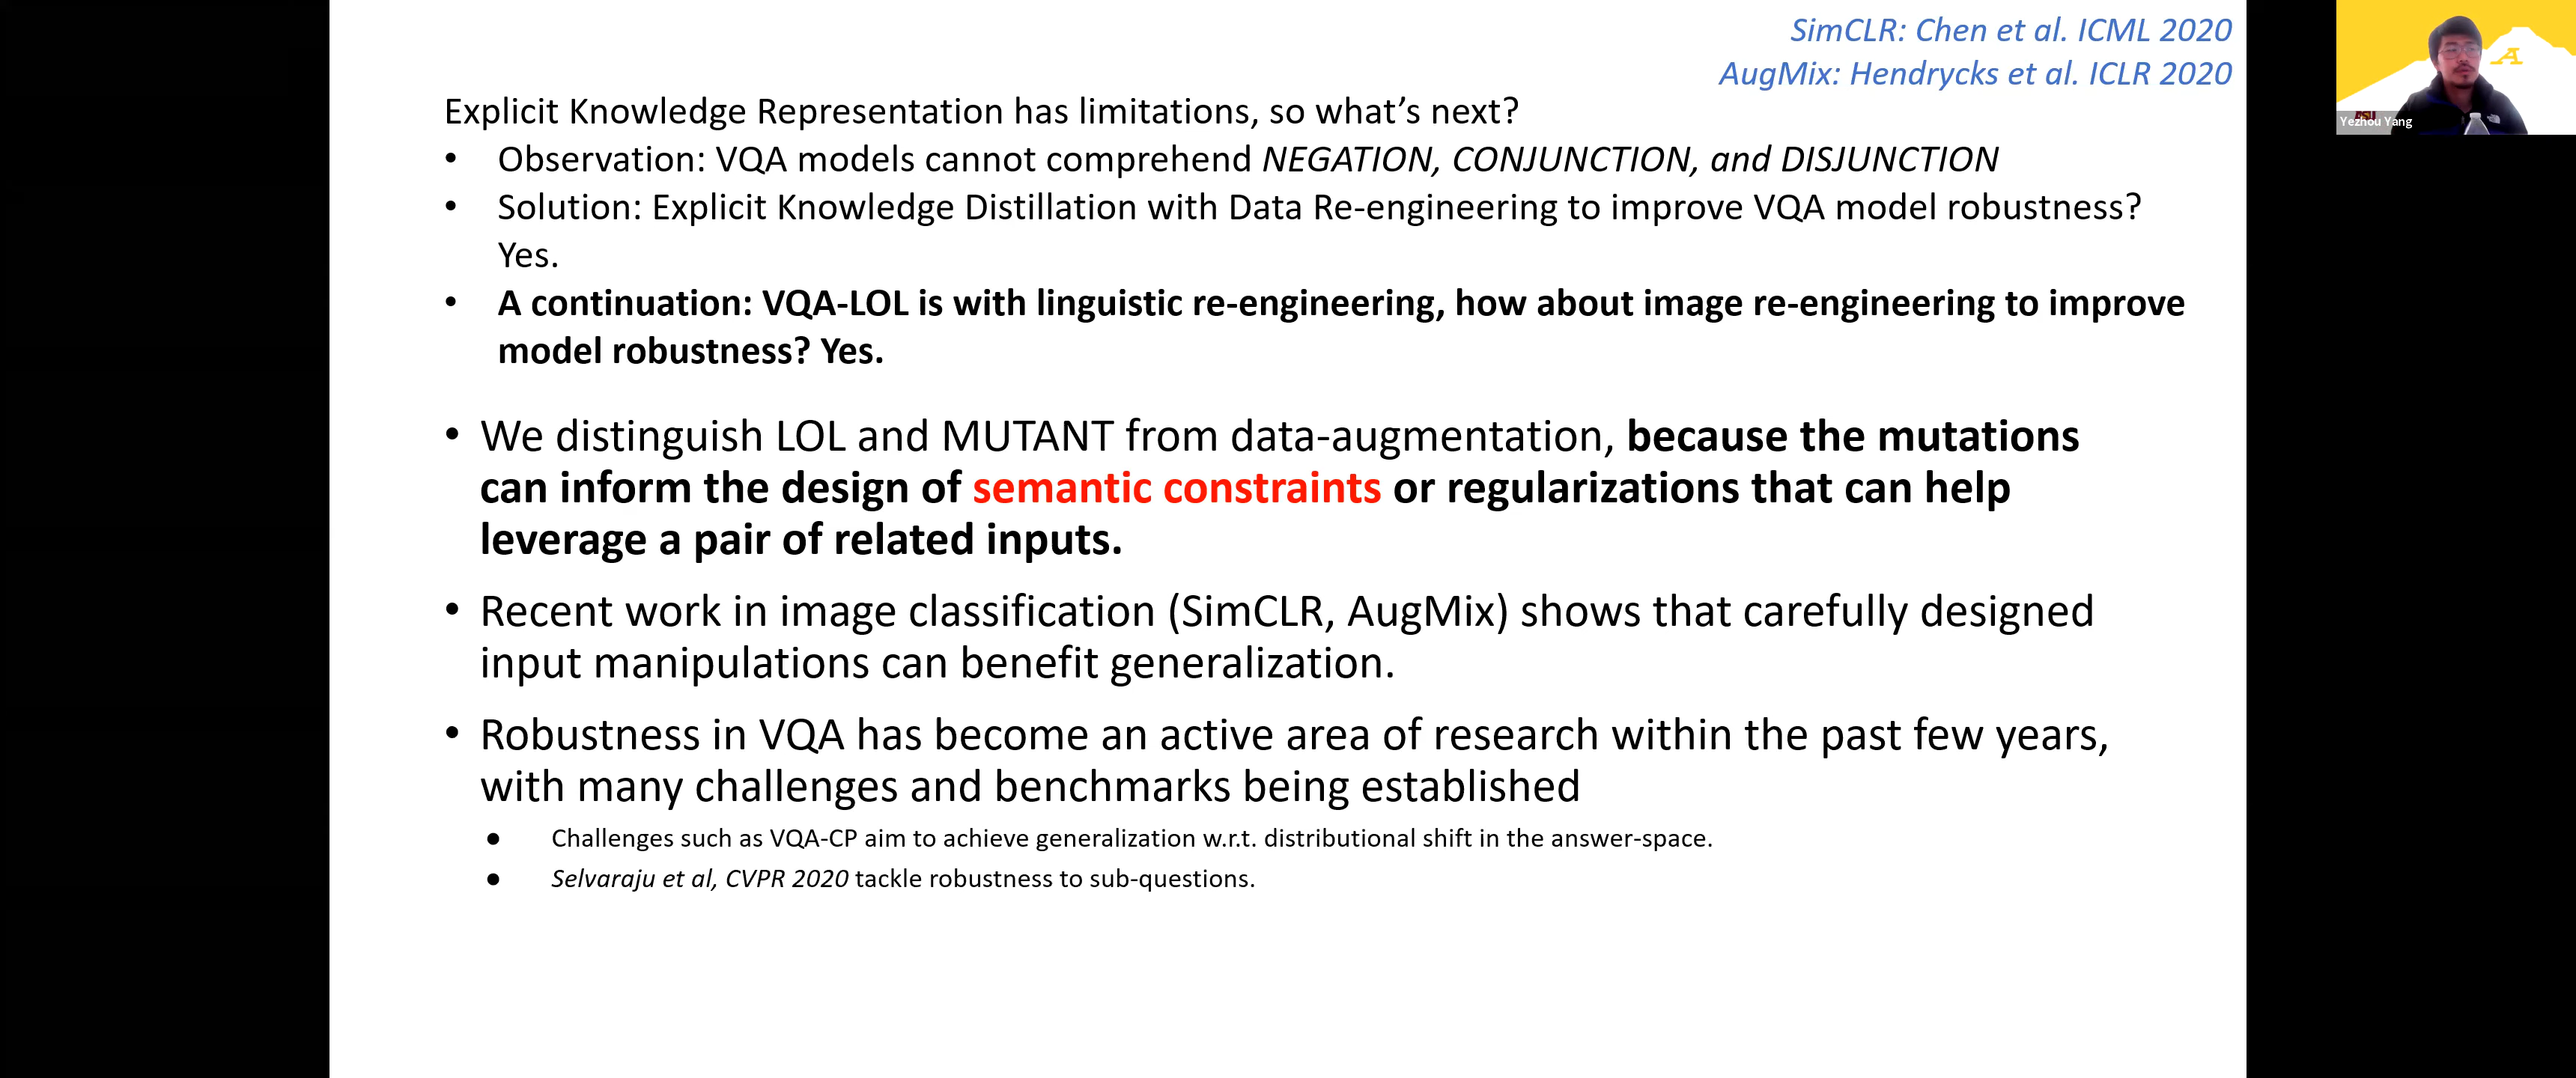 SimCLR: Chen et al. ICML 2020
AugMix: Hendrycks et al. ICLR 2020
Explicit Knowledge Representation has limitations, so what's next?
• Observation: VQA models cannot comprehend NEGATION, CONJUNCTION, and DISJUNCTION
• Solution: Explicit Knowledge Distillation with Data Re-engineering to improve VQA model robustness?
Yes.
• A continuation: VQA-LOL is with linguistic re-engineering, how about image re-engineering to improve
model robustness? Yes.
• We distinguish LOL and MUTANT from data-augmentation, because the mutations
can inform the design of semantic constraints or regularizations that can help
leverage a pair of related inputs.
• Recent work in image classification (SimCLR, AugMix) shows that carefully designed
input manipulations can benefit generalization.
• Robustness in VQA has become an active area of research within the past few years,
with many challenges and benchmarks being established
● Challenges such as VQA-CP aim to achieve generalization w.r.t. distributional shift in the answer-space.
● Selvaraju et al, CVPR 2020 tackle robustness to sub-questions.
A
Yezhou Yang